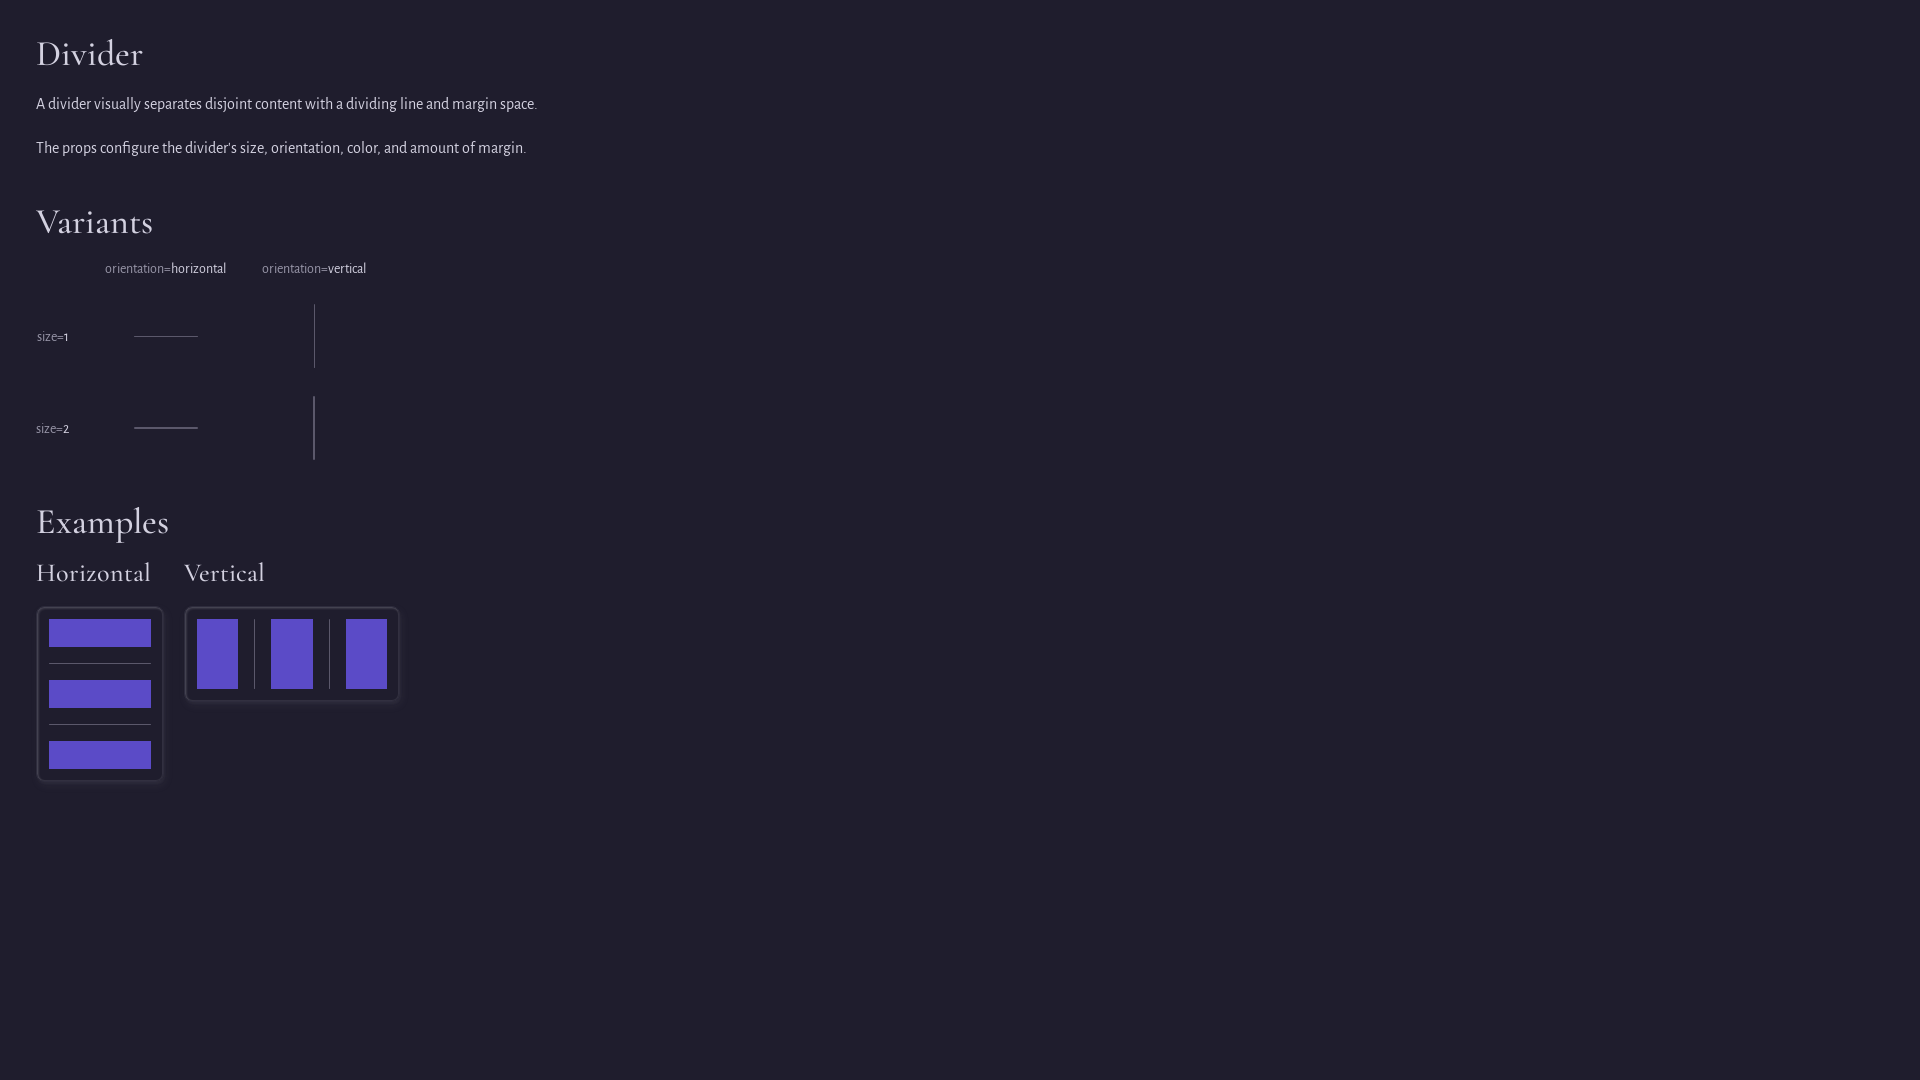 Divider
A divider visually separates disjoint content with a dividing line and margin space.
The props configure the divider's size, orientation, color, and amount of margin.
Variants
orientation=horizontal orientation=vertical
size=1
size=2
Examples
Horizontal Vertical